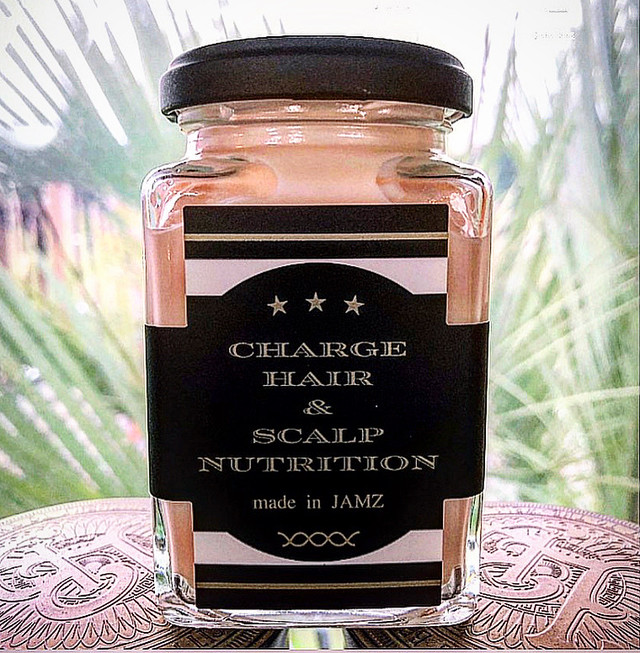 CHARGE
HAIR
&
SCALP
NUTRITION
made in JAMZ